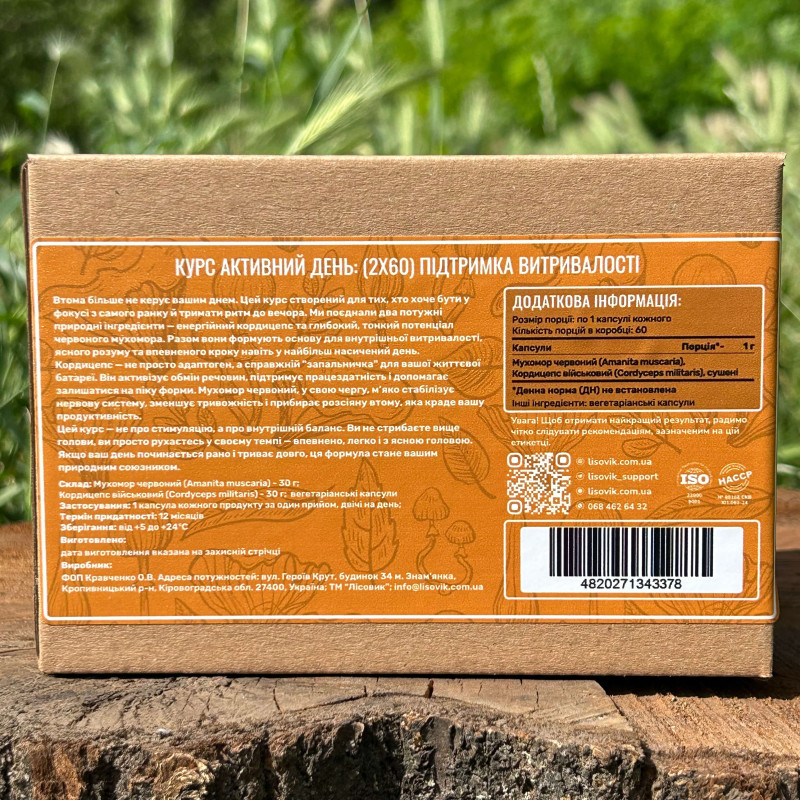 КУРС АКТИВНИЙ ДЕНЬ: (2X60) ПІДТРИМКА ВИТРИВАЛОСТІ
Втома більше не керує вашим днем. Цей курс створений для тих, хто хоче бути у
фокусі з самого ранку й тримати ритм до вечора. Ми поєднали два потужні
природні інгредієнти — енергійний кордицепс та глибокий, тонкий потенціал
червоного мухомора. Разом вони формують основу для внутрішньої витривалості,
ясного розуму та впевненого кроку навіть у найбільш насичений день.
Кордицепс — не просто адаптоген, а справжній "запальничка" для вашої життєвої
батареї. Він активізує обмін речовин, підтримує працездатність і допомагає
залишатися на піку форми. Мухомор червоний, у свою чергу, м'яко стабілізує
нервову систему, зменшує тривожність і прибирає розсіяну втому, яка краде вашу
продуктивність.
Цей курс — не про стимуляцію, а про внутрішній баланс. Ви не стрибаєте вище
голови, ви просто рухаєтесь у своєму темпі — впевнено, легко і з ясною головою.
Якщо ваш день починається рано і триває довго, ця формула стане вашим
природним союзником.
Склад: Мухомор червоний (Amanita muscaria) - 30 г;
Кордицепс військовий (Cordyceps militaris) - 30 г; вегетаріанські капсули
Застосування: 1 капсула кожного продукту за один прийом, двічі на день;
Термін придатності: 12 місяців
Зберігання: від +5 до +24°C
Виготовлено:
дата виготовлення вказана на захисній стрічці
Виробник:
ФОП Кравченко О.В. Адреса потужностей: вул. Героїв Крут. будинок 34 м. Знам'янка,
Кропивницький р-н, Кіровоградська обл. 27400, Україна; ТМ "Лісовик"; info@lisovik.com.ua
ДОДАТКОВА ІНФОРМАЦІЯ:
Розмір порції: по 1 капсулі кожного
Кількість порцій в коробці: 60
Капсули Порція*- 1 г
Мухомор червоний (Amanita muscaria),
Кордицепс військовий (Cordyceps militaris), сушені
*Денна норма (ДН) не встановлена
Інші інгредієнти: вегетаріанські капсули
Увага! Щоб отримати найкращий результат, радимо
чітко слідувати рекомендаціям, зазначеним на цій
етикетці.
lisovik.com.ua
lisovik_support
lisovik.com.ua
068 462 64 32
ISO
HACCP
4820271343378